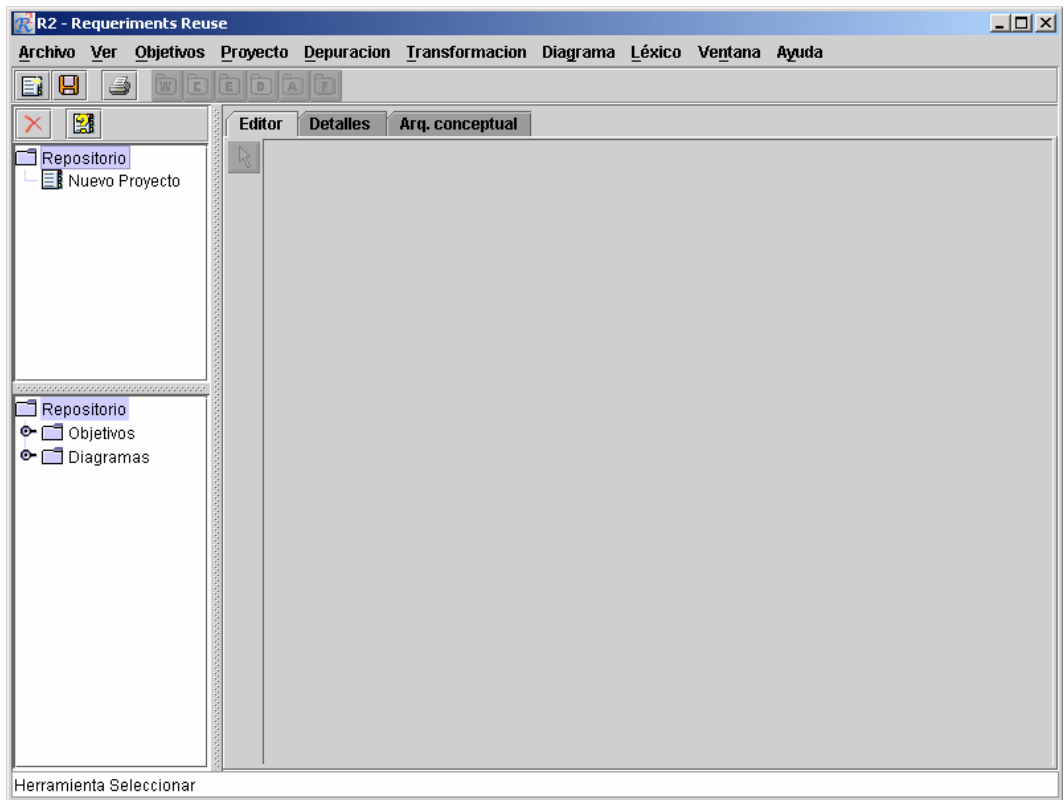 R2 - Requeriments Reuse
Archivo Ver Objetivos Proyecto Depuracion Transformacion Diagrama Léxico Ventana Ayuda
W C E D A F
Editor Detalles Arq. conceptual
Repositorio
Nuevo Proyecto
Repositorio
Objetivos
Diagramas
Herramienta Seleccionar